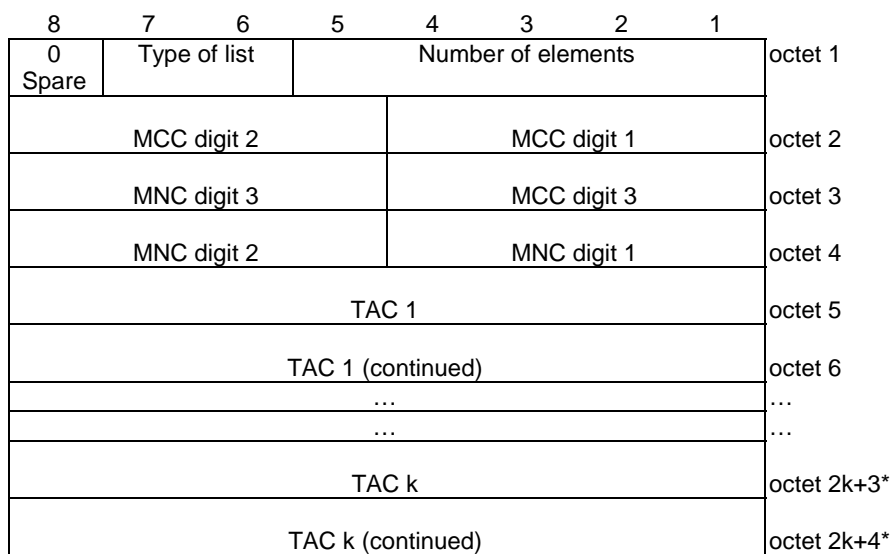 8 7 6 5 4 3 2 1
0 Type of list Number of elements octet 1
Spare
MCC digit 2 MCC digit 1 octet 2
MNC digit 3 MCC digit 3 octet 3
MNC digit 2 MNC digit 1 octet 4
TAC 1 octet 5
TAC 1 (continued) octet 6
… …
… …
TAC k octet 2k+3*
TAC k (continued) octet 2k+4*